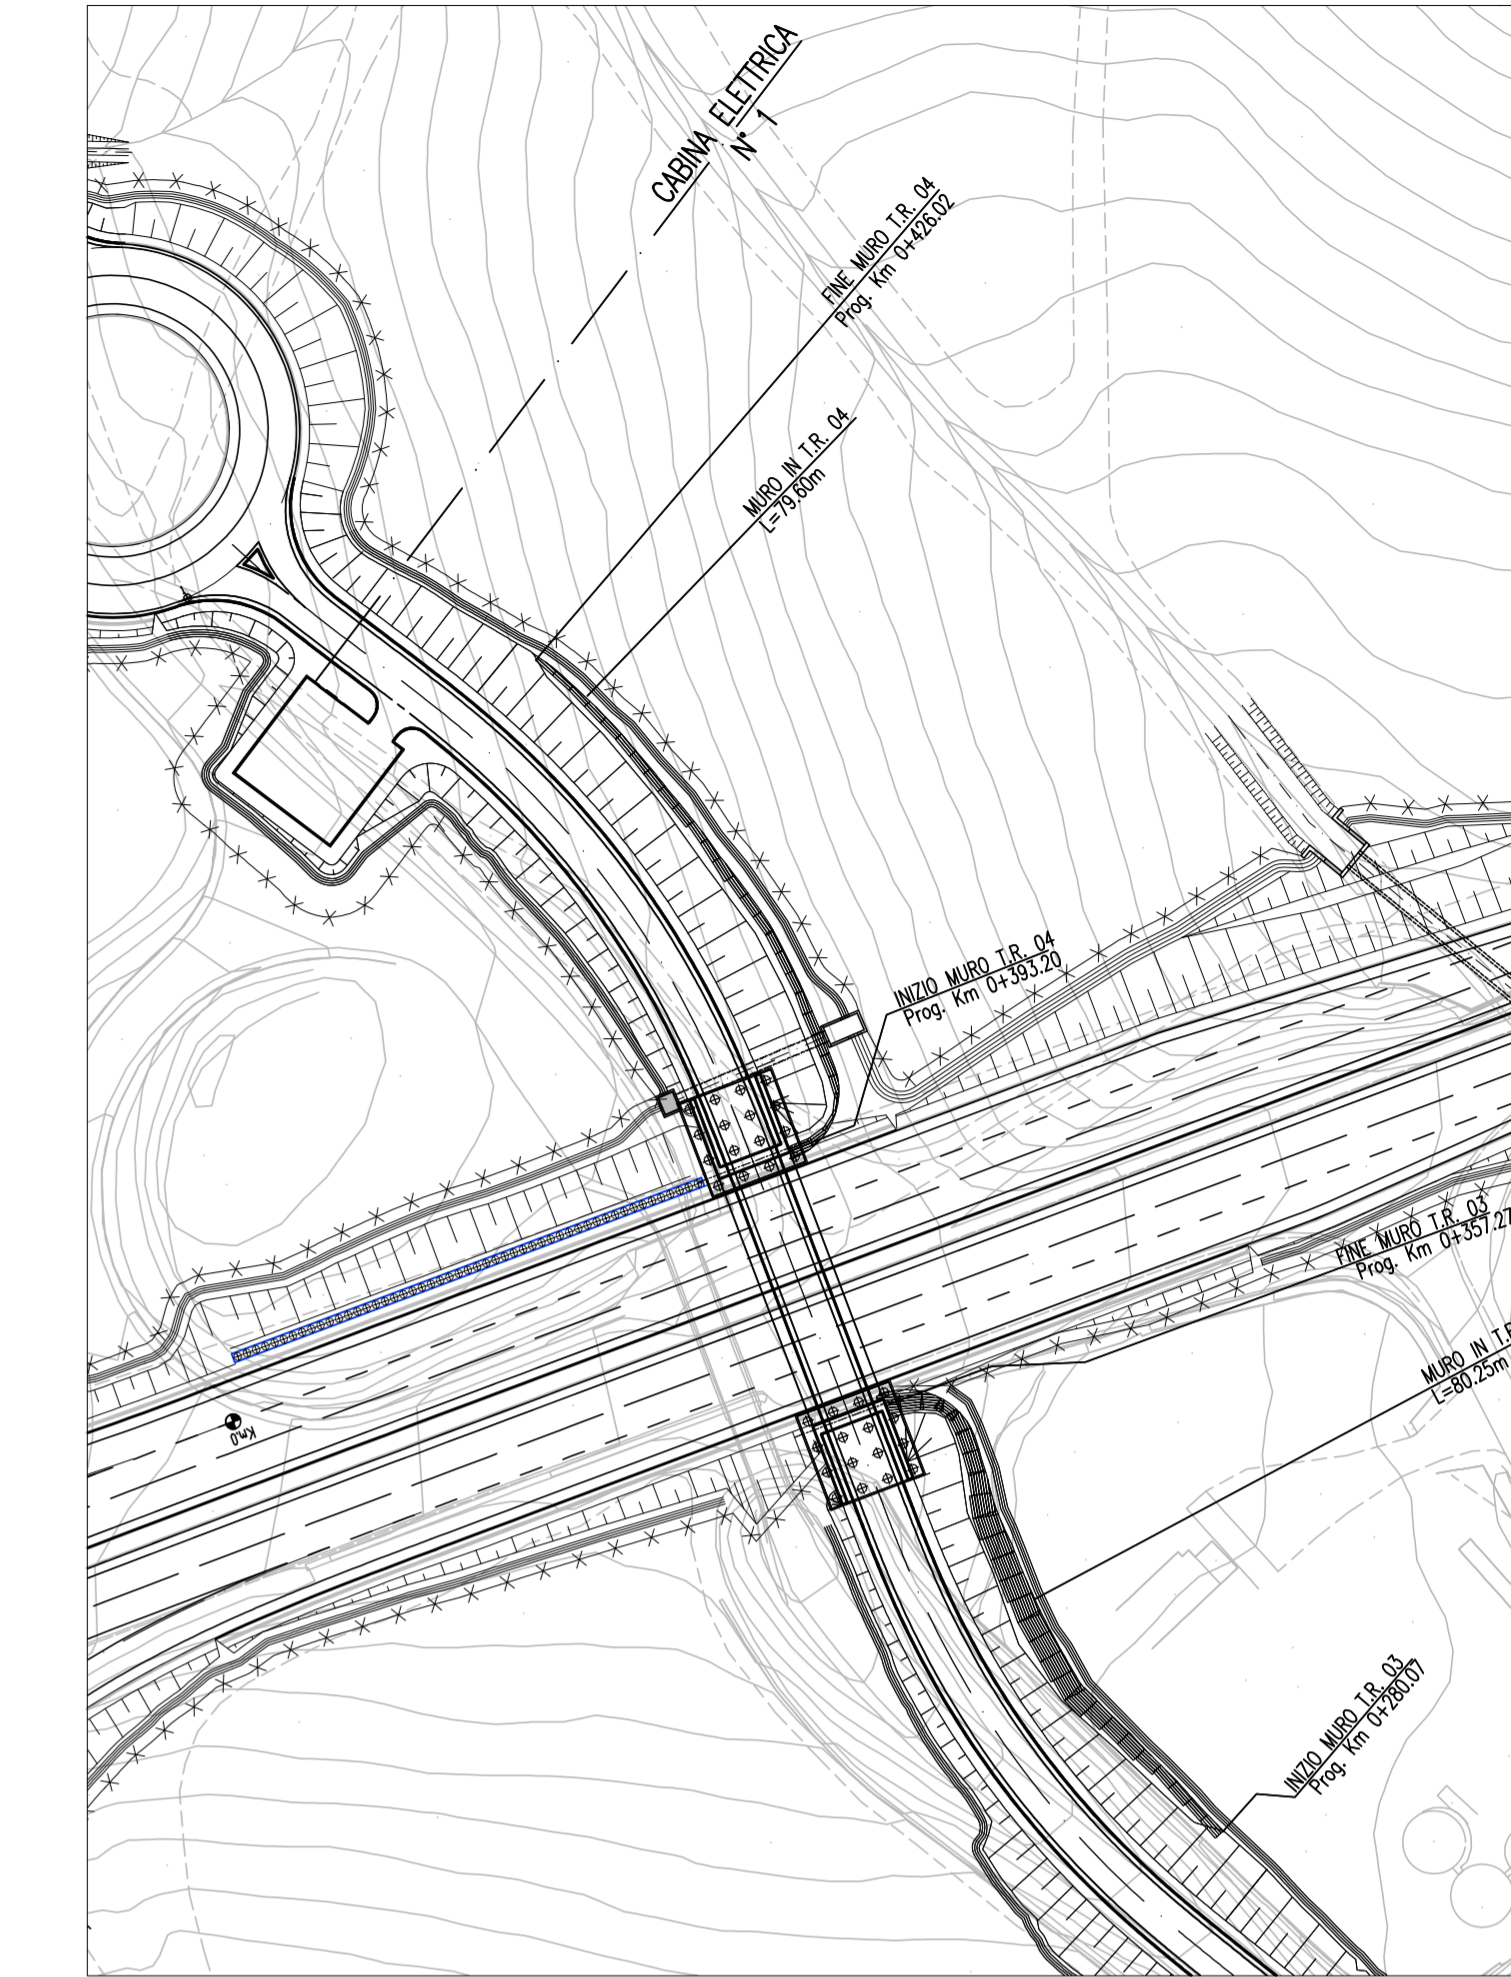 CABINA ELETTRICA
N° 1
FINE MURO T.R. 04
Prog. Km 0+426.02
MURO IN T.R. 04
L=79.60m
INIZIO MURO T.R. 04
Prog. Km 0+393.20
FINE MURO T.R. 03
Prog. Km 0+357.27
MURO IN T.R
L=80.25m
Km.0
INIZIO MURO T.R. 03
Prog. Km 0+280.07